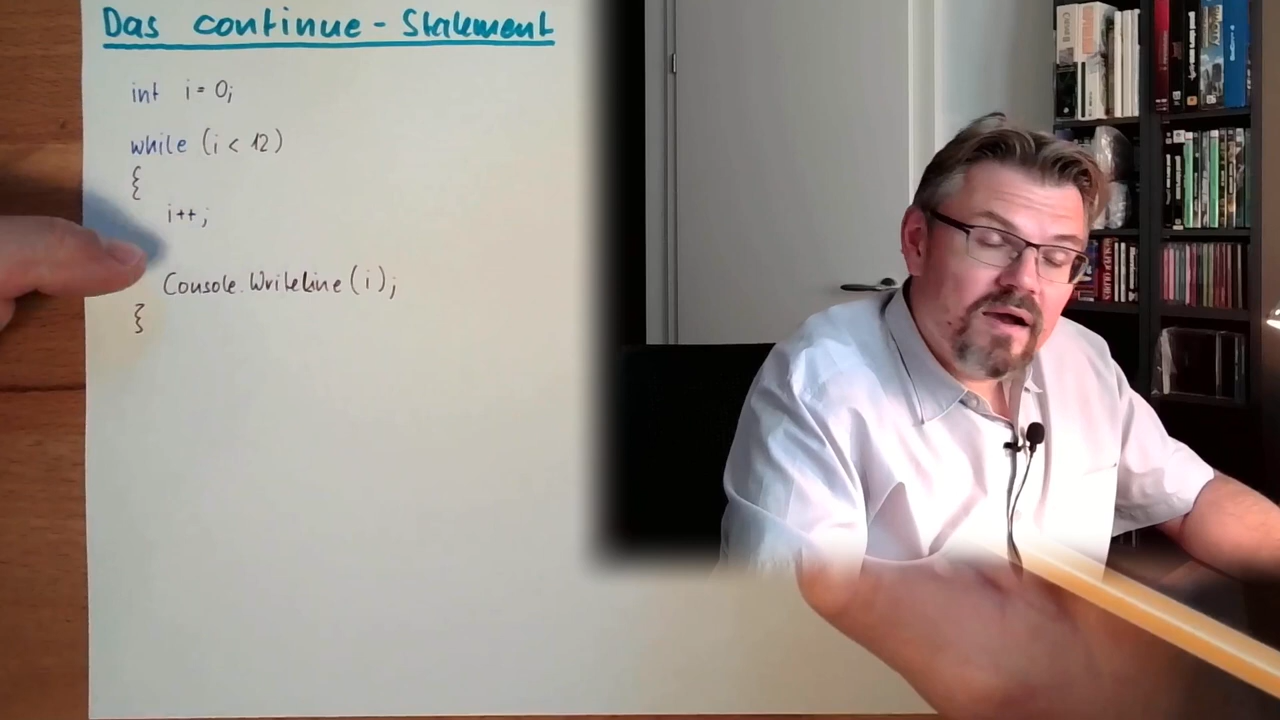 Das continue-Statement
int i = 0;
while (i < 12)
{
i++;
Console.WriteLine(i);
}